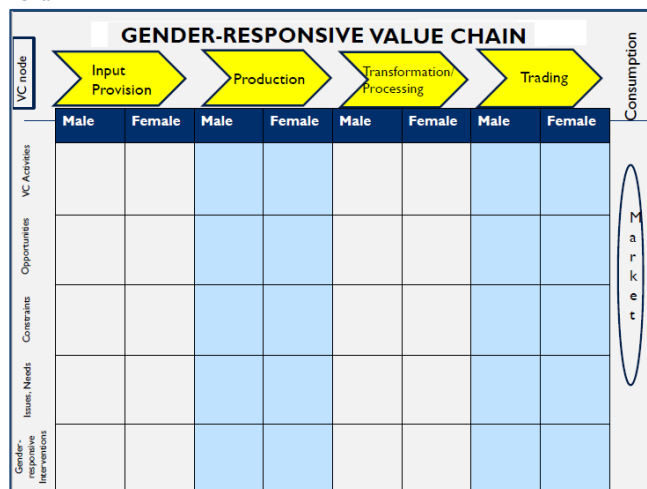 GENDER-RESPONSIVE VALUE CHAIN
VC node
Input
Provision
Production
Transformation/
Processing
Trading
Consumption
Male Female Male Female Male Female Male Female
VC Activities
Opportunities
Constraints
Issues, Needs
Gender-
responsive
Interventions
Market